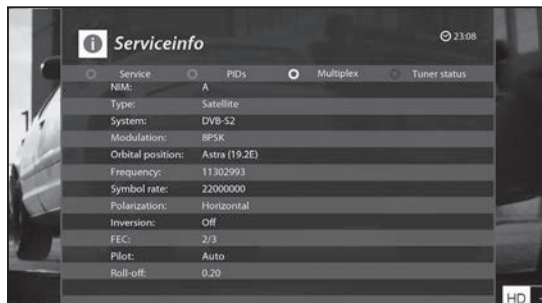 Serviceinfo
23:08
Service PIDs Multiplex Tuner status
NIM: A
Type: Satellite
System: DVB-S2
Modulation: 8PSK
Orbital position: Astra (19.2E)
Frequency: 11302993
Symbol rate: 22000000
Polarization: Horizontal
Inversion: Off
FEC: 2/3
Pilot: Auto
Roll-off: 0.20
HD